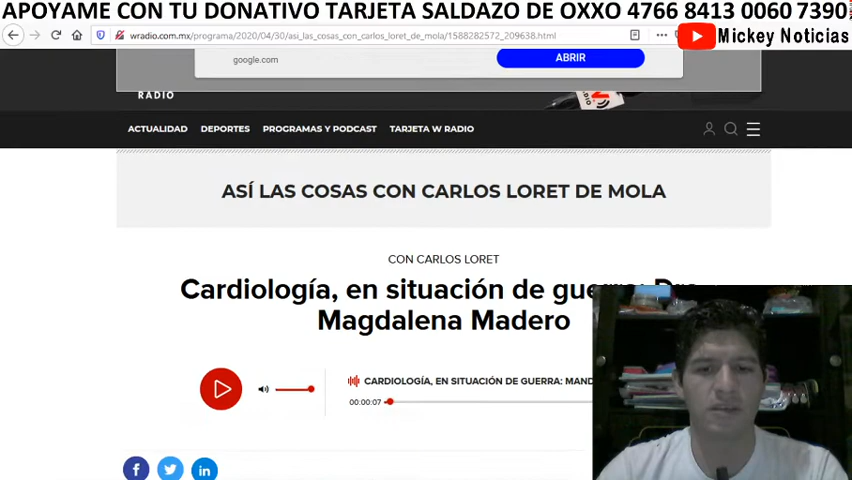 APOYAME CON TU DONATIVO TARJETA SALDAZO DE OXXO 4766 8413 0060 7390
wradio.com.mx/programa/2020/04/30/asi_las_cosas_con_carlos_loret_de_mola/1588282572_209638.html
Mickey Noticias
google.com
ABRIR
RADIO
ACTUALIDAD DEPORTES PROGRAMAS Y PODCAST TARJETA W RADIO
ASÍ LAS COSAS CON CARLOS LORET DE MOLA
CON CARLOS LORET
Cardiología, en situación de
Magdalena Madero
CARDIOLOGÍA, EN SITUACIÓN DE GUERRA:
00:00:07